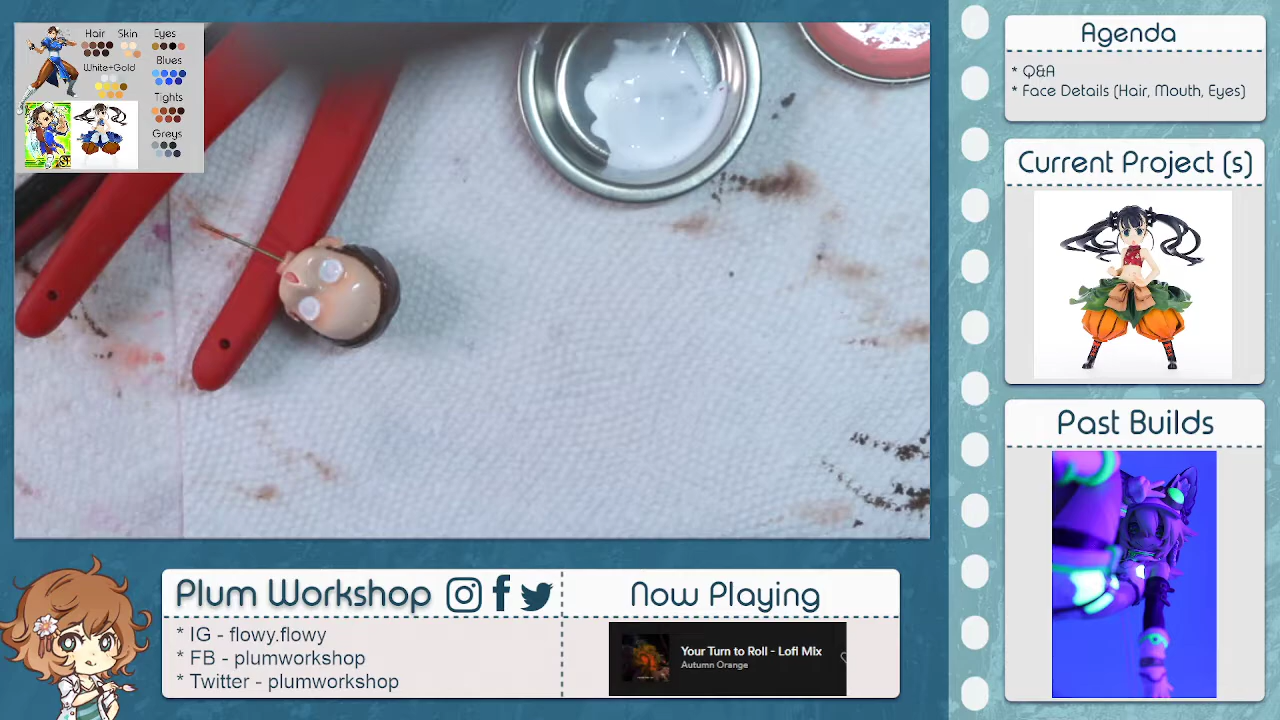 Hair Skin Eyes
White+Gold
Blues
Tights
Greys
Agenda
* Q&A
* Face Details (Hair, Mouth, Eyes)
Current Project (s)
Past Builds
Plum Workshop
* IG - flowy.flowy
* FB - plumworkshop
* Twitter - plumworkshop
Now Playing
Your Turn to Roll - Lofi Mix
Autumn Orange